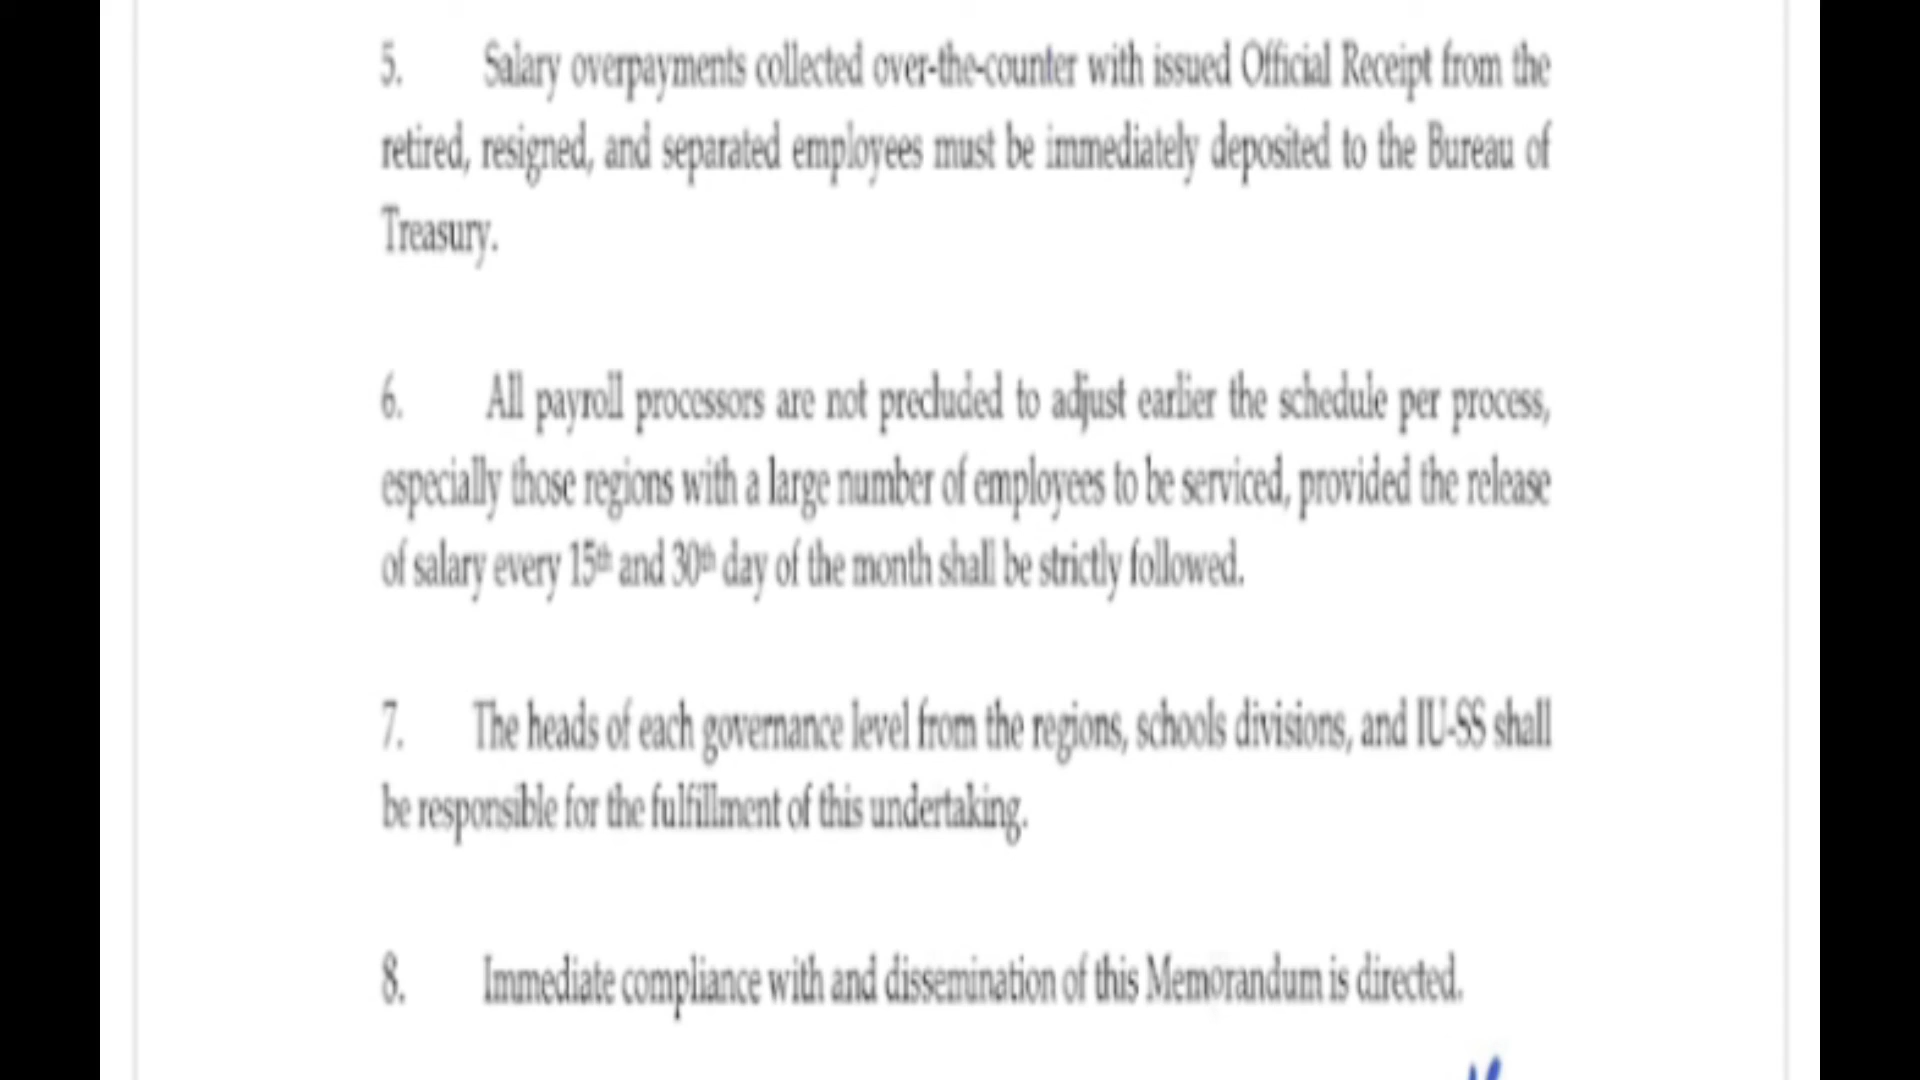 5. Salary overpayments collected over-the-counter with issued Official Receipt from the
retired, resigned, and separated employees must be immediately deposited to the Bureau of
Treasury.
6. All payroll processors are not precluded to adjust earlier the schedule per process,
especially those regions with a large number of employees to be serviced, provided the release
of salary every 15th and 30th day of the month shall be strictly followed.
7. The heads of each governance level from the regions, schools divisions, and IU-SS shall
be responsible for the fulfillment of this undertaking.
8. Immediate compliance with and dissemination of this Memorandum is directed.